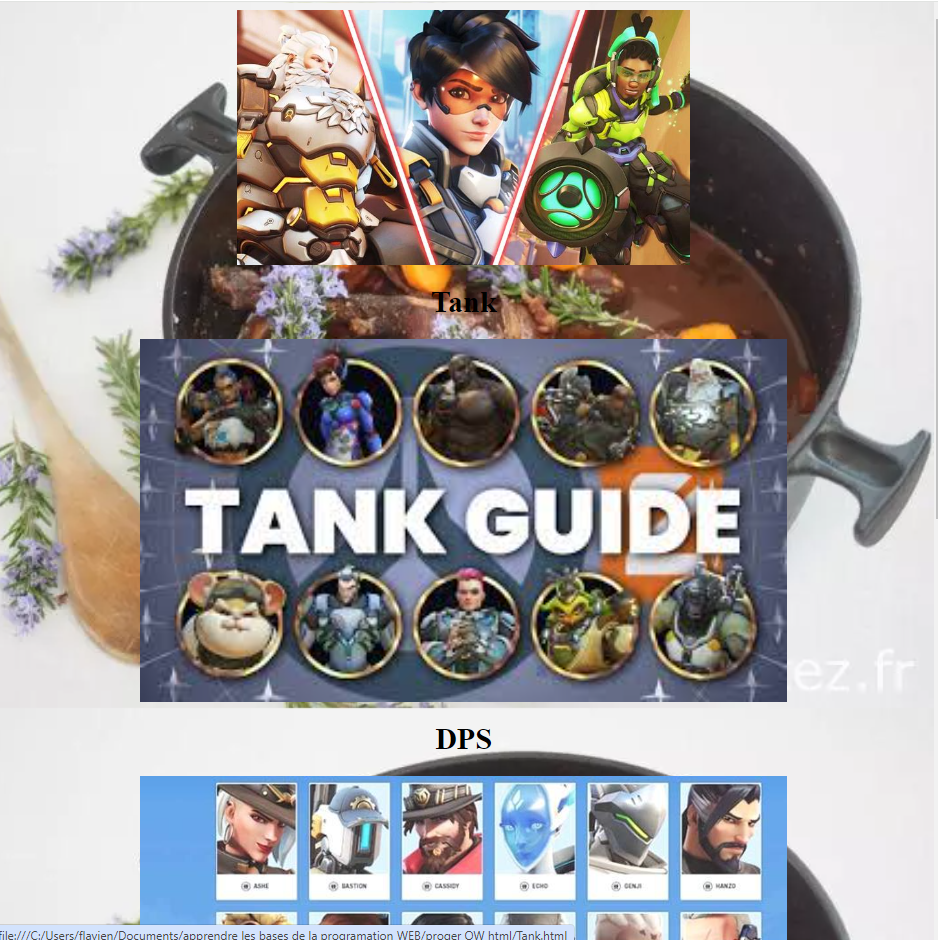 Tank
TANK GUIDE
ez.fr
DPS
ASHE
BASTION
CASSIDY
ECHO
GENJI
HANZO
file:///C:/Users/flavien/Documents/apprendre les bases de la programation WEB/proger OW html/Tank.html